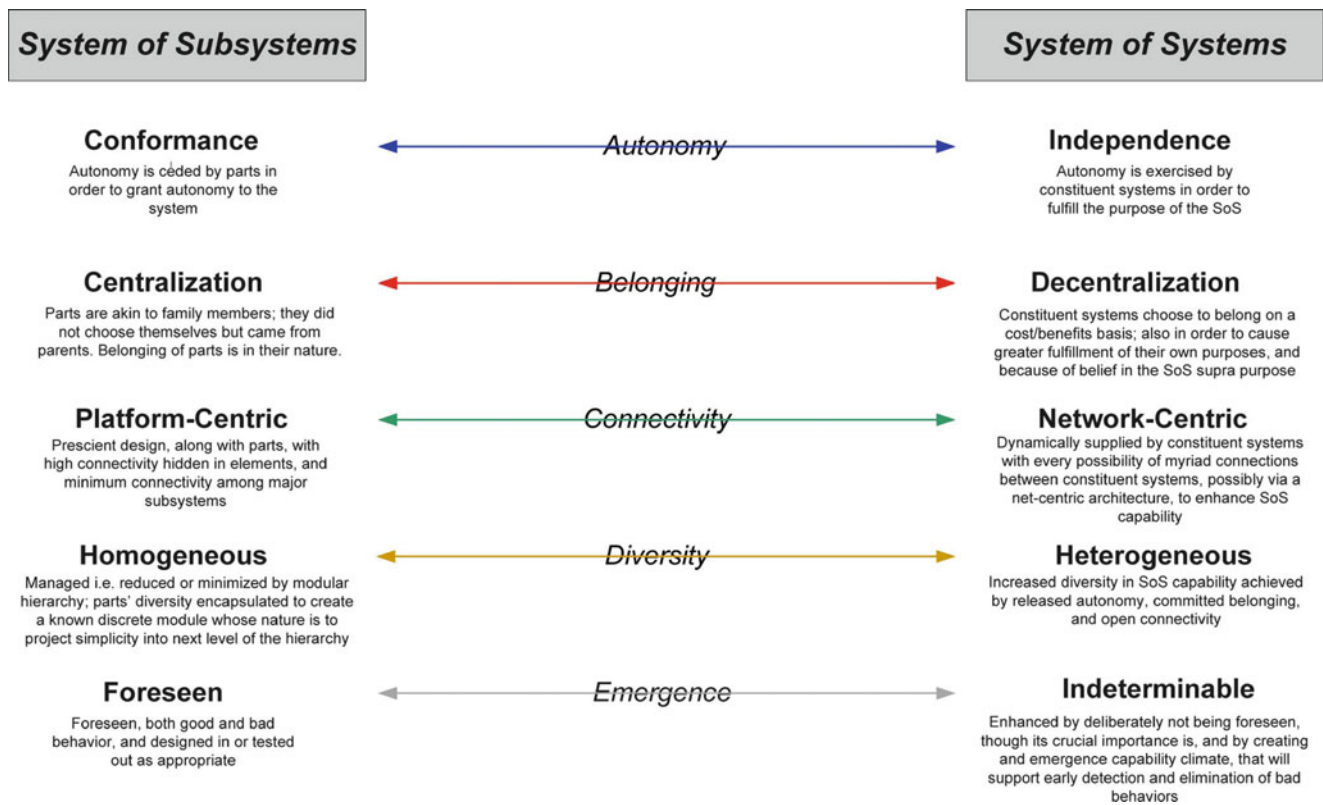 System of Subsystems
System of Systems
Conformance
Autonomy is ceded by parts in
order to grant autonomy to the
system
Autonomy
Independence
Autonomy is exercised by
constituent systems in order to
fulfill the purpose of the SoS
Centralization
Parts are akin to family members; they did
not choose themselves but came from
parents. Belonging of parts is in their nature.
Belonging
Decentralization
Constituent systems choose to belong on a
cost/benefits basis; also in order to cause
greater fulfillment of their own purposes, and
because of belief in the SoS supra purpose
Platform-Centric
Prescient design, along with parts, with
high connectivity hidden in elements, and
minimum connectivity among major
subsystems
Connectivity
Network-Centric
Dynamically supplied by constituent systems
with every possibility of myriad connections
between constituent systems, possibly via a
net-centric architecture, to enhance SoS
capability
Homogeneous
Managed i.e. reduced or minimized by modular
hierarchy; parts' diversity encapsulated to create
a known discrete module whose nature is to
project simplicity into next level of the hierarchy
Diversity
Heterogeneous
Increased diversity in SoS capability achieved
by released autonomy, committed belonging,
and open connectivity
Foreseen
Foreseen, both good and bad
behavior, and designed in or tested
out as appropriate
Emergence
Indeterminable
Enhanced by deliberately not being foreseen,
though its crucial importance is, and by creating
and emergence capability climate, that will
support early detection and elimination of bad
behaviors